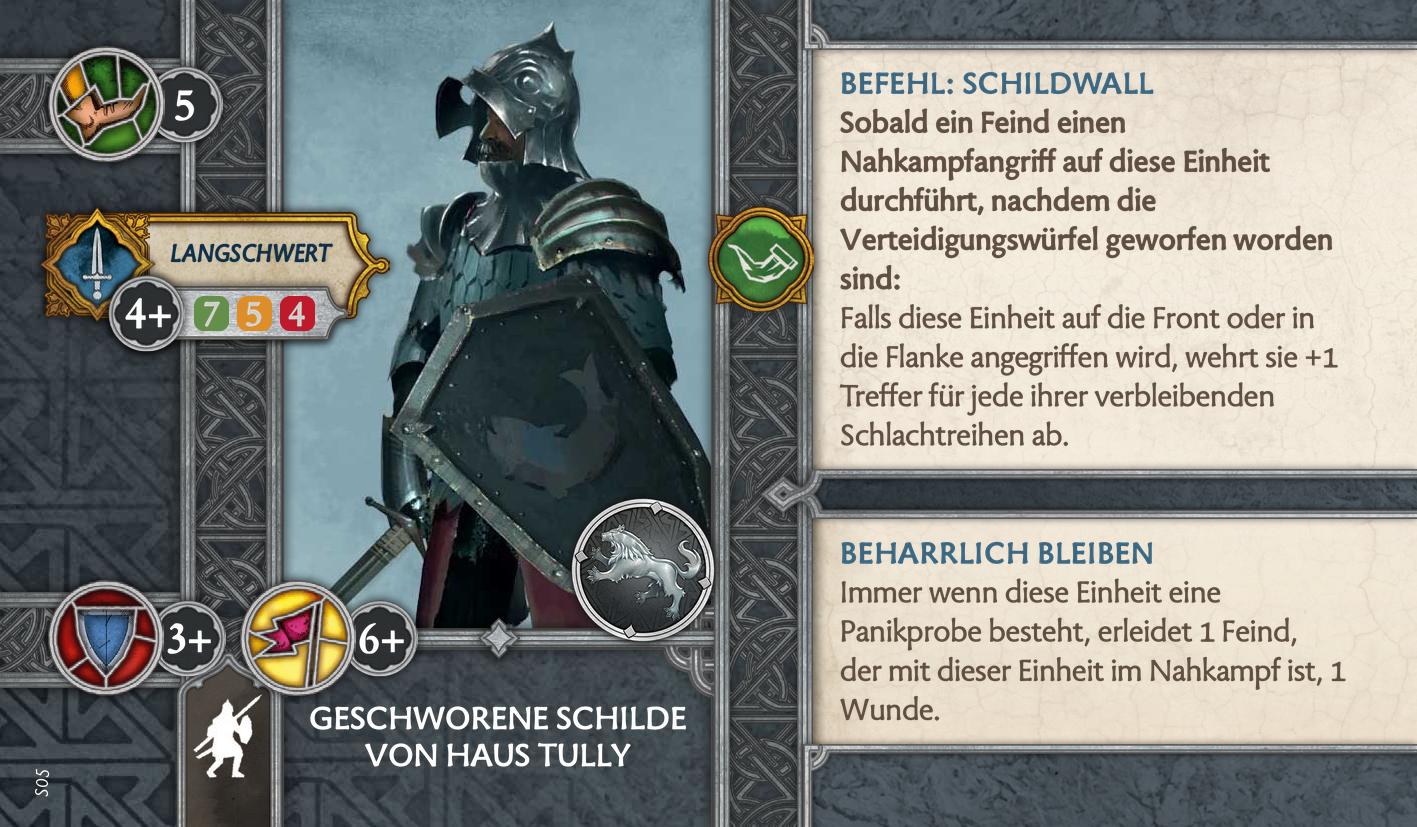 5
LANGSCHWERT
4+ 7 5 4
3+ 6+
GESCHWORENE SCHILDE
VON HAUS TULLY
S05
BEFEHL: SCHILDWALL
Sobald ein Feind einen
Nahkampfangriff auf diese Einheit
durchführt, nachdem die
Verteidigungswürfel geworfen worden
sind:
Falls diese Einheit auf die Front oder in
die Flanke angegriffen wird, wehrt sie +1
Treffer für jede ihrer verbleibenden
Schlachtreihen ab.
BEHARRLICH BLEIBEN
Immer wenn diese Einheit eine
Panikprobe besteht, erleidet 1 Feind,
der mit dieser Einheit im Nahkampf ist, 1
Wunde.